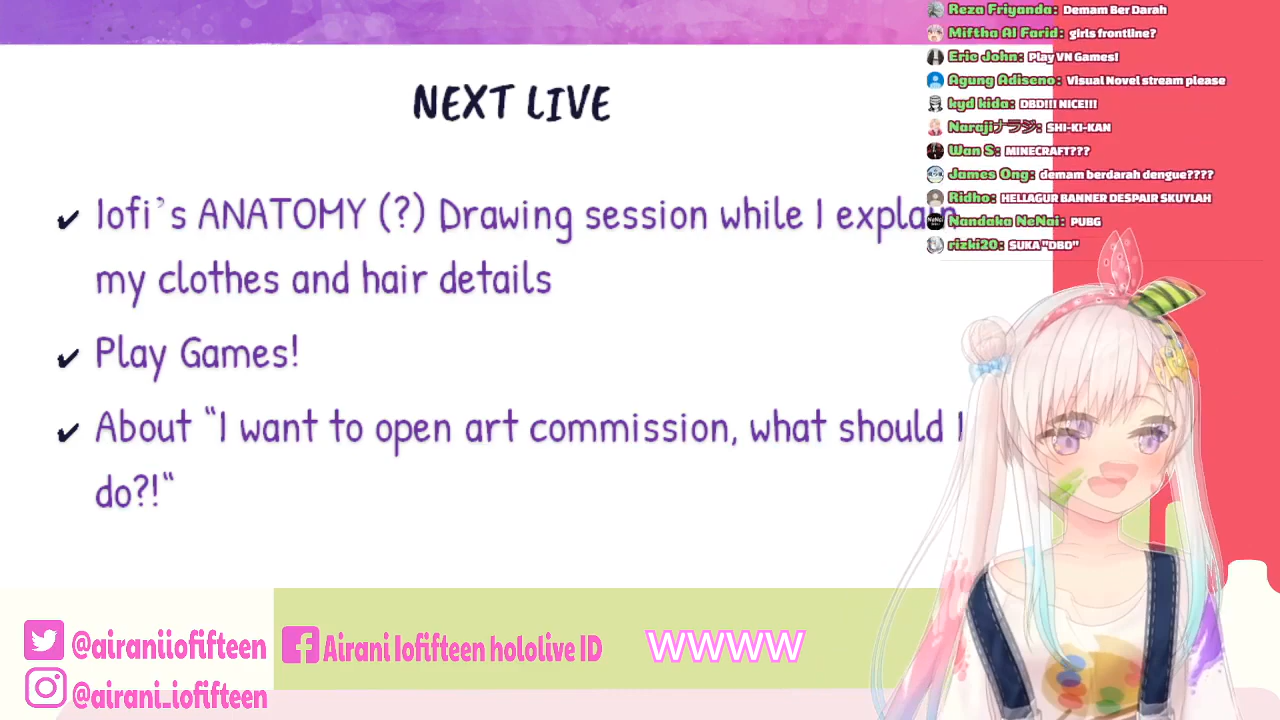 NEXT LIVE
✔ Iofi's ANATOMY (?) Drawing session while I explain
my clothes and hair details
✔ Play Games!
✔ About "I want to open art commission, what should I
do?!"
Reza Friyanda: Demam Ber Darah
Miftha Al Farid: girls frontline?
Eric John: Play VN Games!
Agung Adiseno: Visual Novel stream please
kyd kida: DBD!!! NICE!!!
Narajiナラジ: SHI-KI-KAN
Wan S: MINECRAFT???
James Ong: demam berdarah dengue????
Ridho: HELLAGUR BANNER DESPAIR SKUYLAH
Nandaka NeNai: PUBG
rizki20: SUKA "DBD"
@airaniiofifteen
Airani Iofifteen hololive ID
wwww
@airani_iofifteen